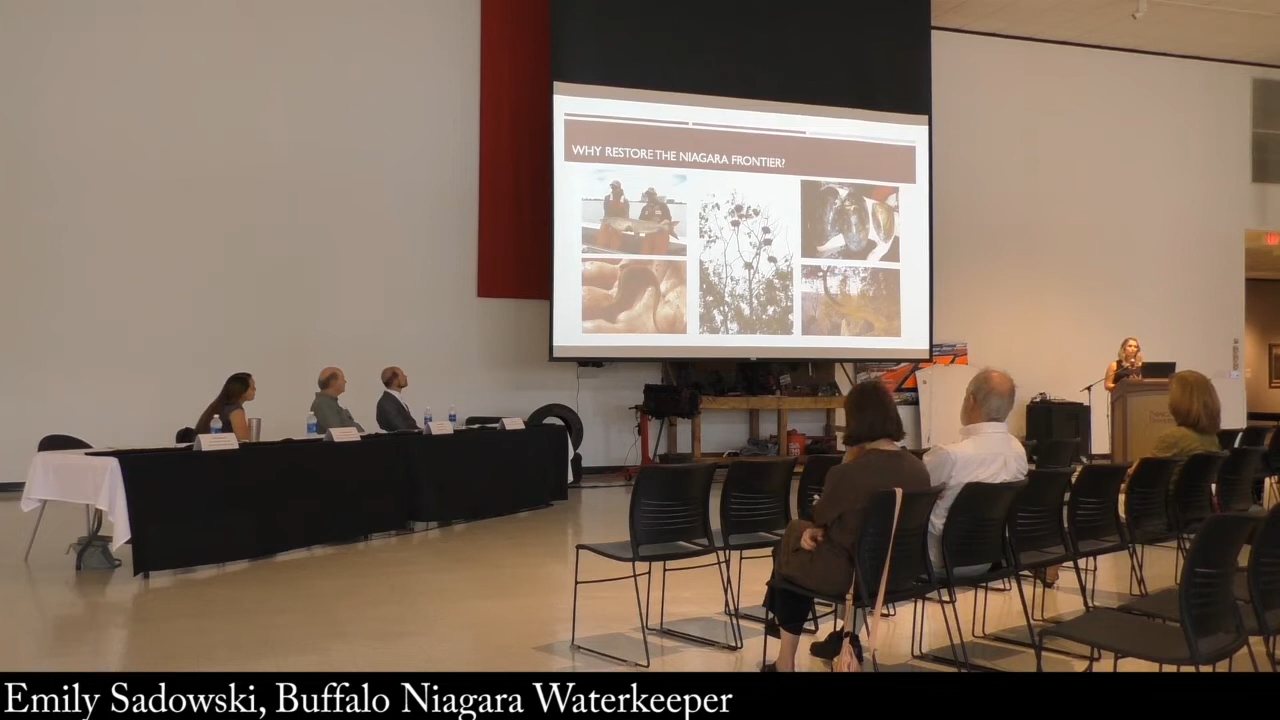 WHY RESTORE THE NIAGARA FRONTIER?
Emily Sadowski, Buffalo Niagara Waterkeeper